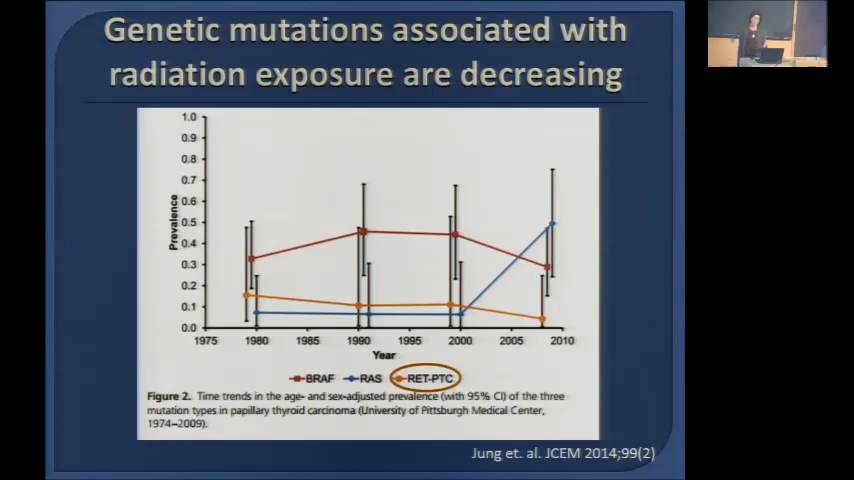 Genetic mutations associated with
radiation exposure are decreasing
1.0
0.9
0.8
0.7
0.6
0.5
0.4
0.3
0.2
0.1
0.0
Prevalence
1975 1980 1985 1990 1995 2000 2005 2010
Year
BRAF RAS RET-PTC
Figure 2. Time trends in the age- and sex-adjusted prevalence (with 95% CI) of the three
mutation types in papillary thyroid carcinoma (University of Pittsburgh Medical Center,
1974–2009).
Jung et. al. JCEM 2014;99(2)